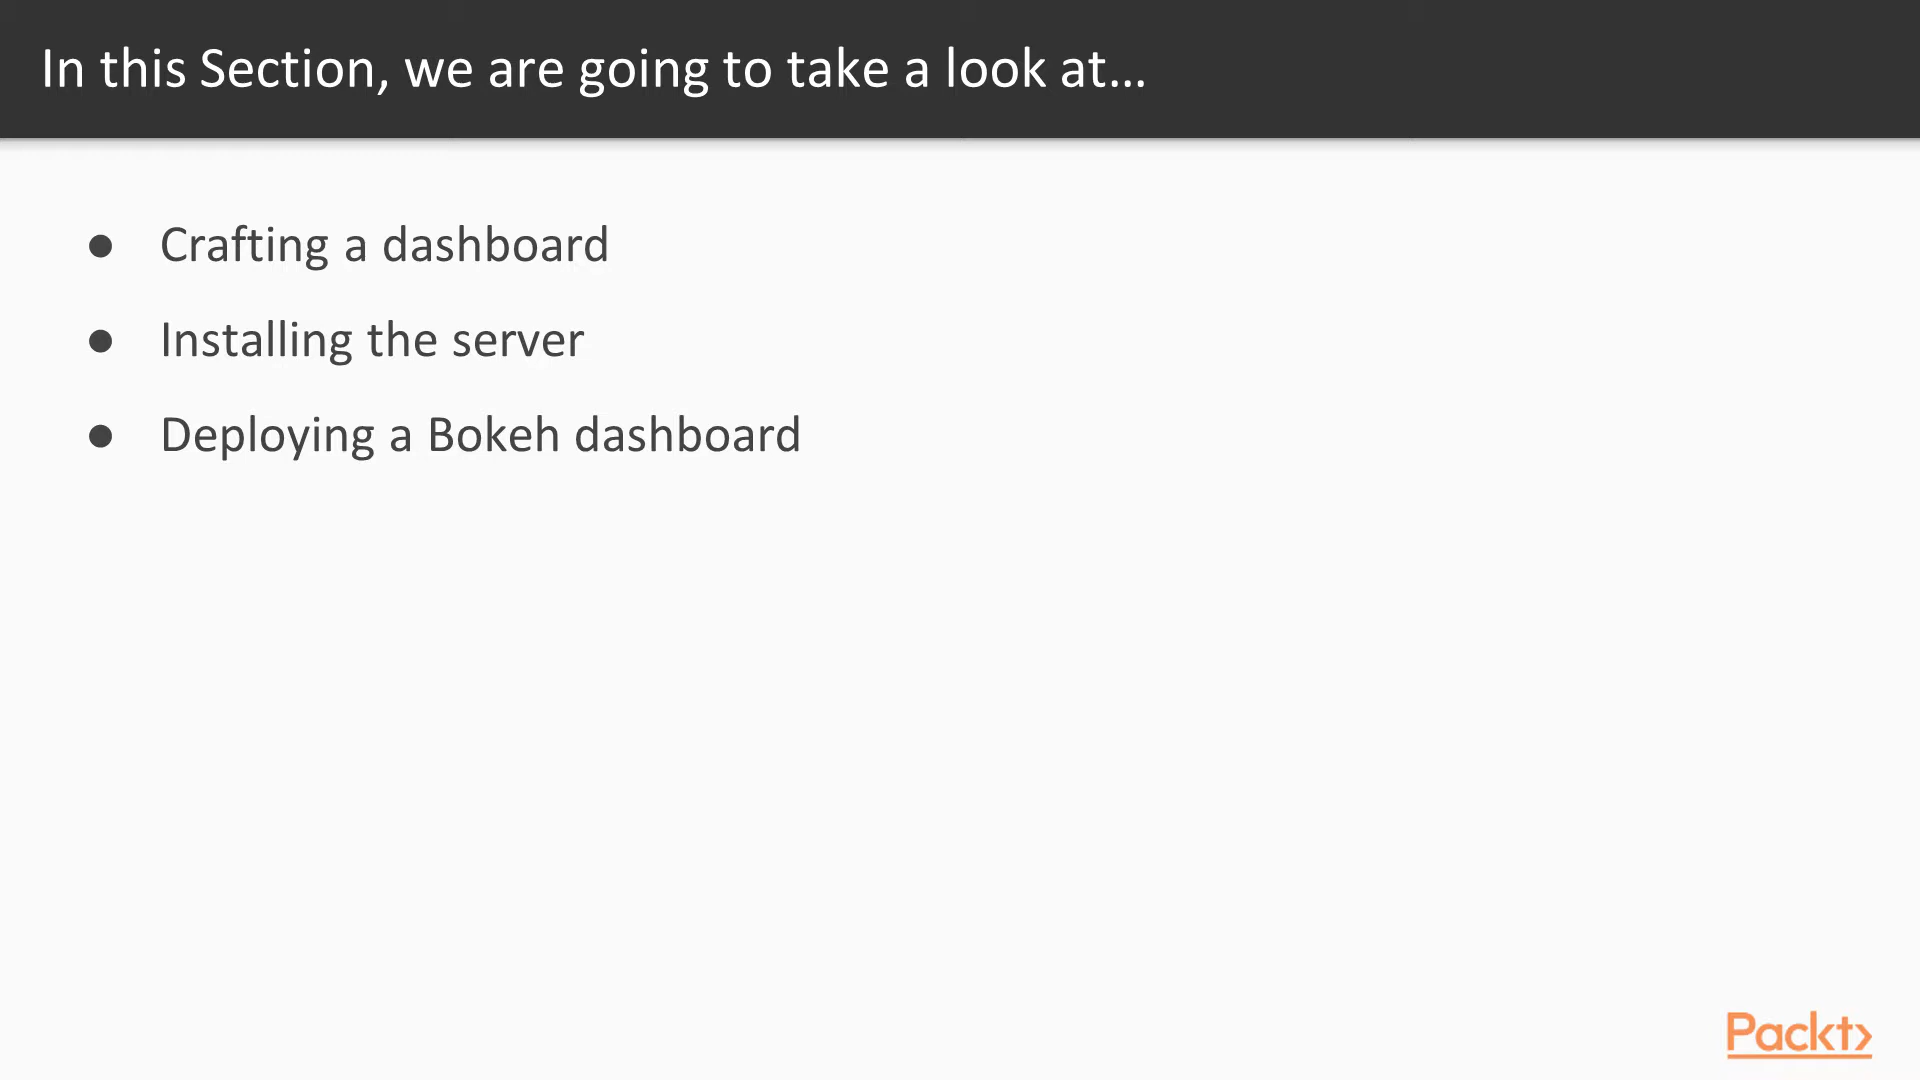 In this Section, we are going to take a look at...
● Crafting a dashboard
● Installing the server
● Deploying a Bokeh dashboard
Packt>